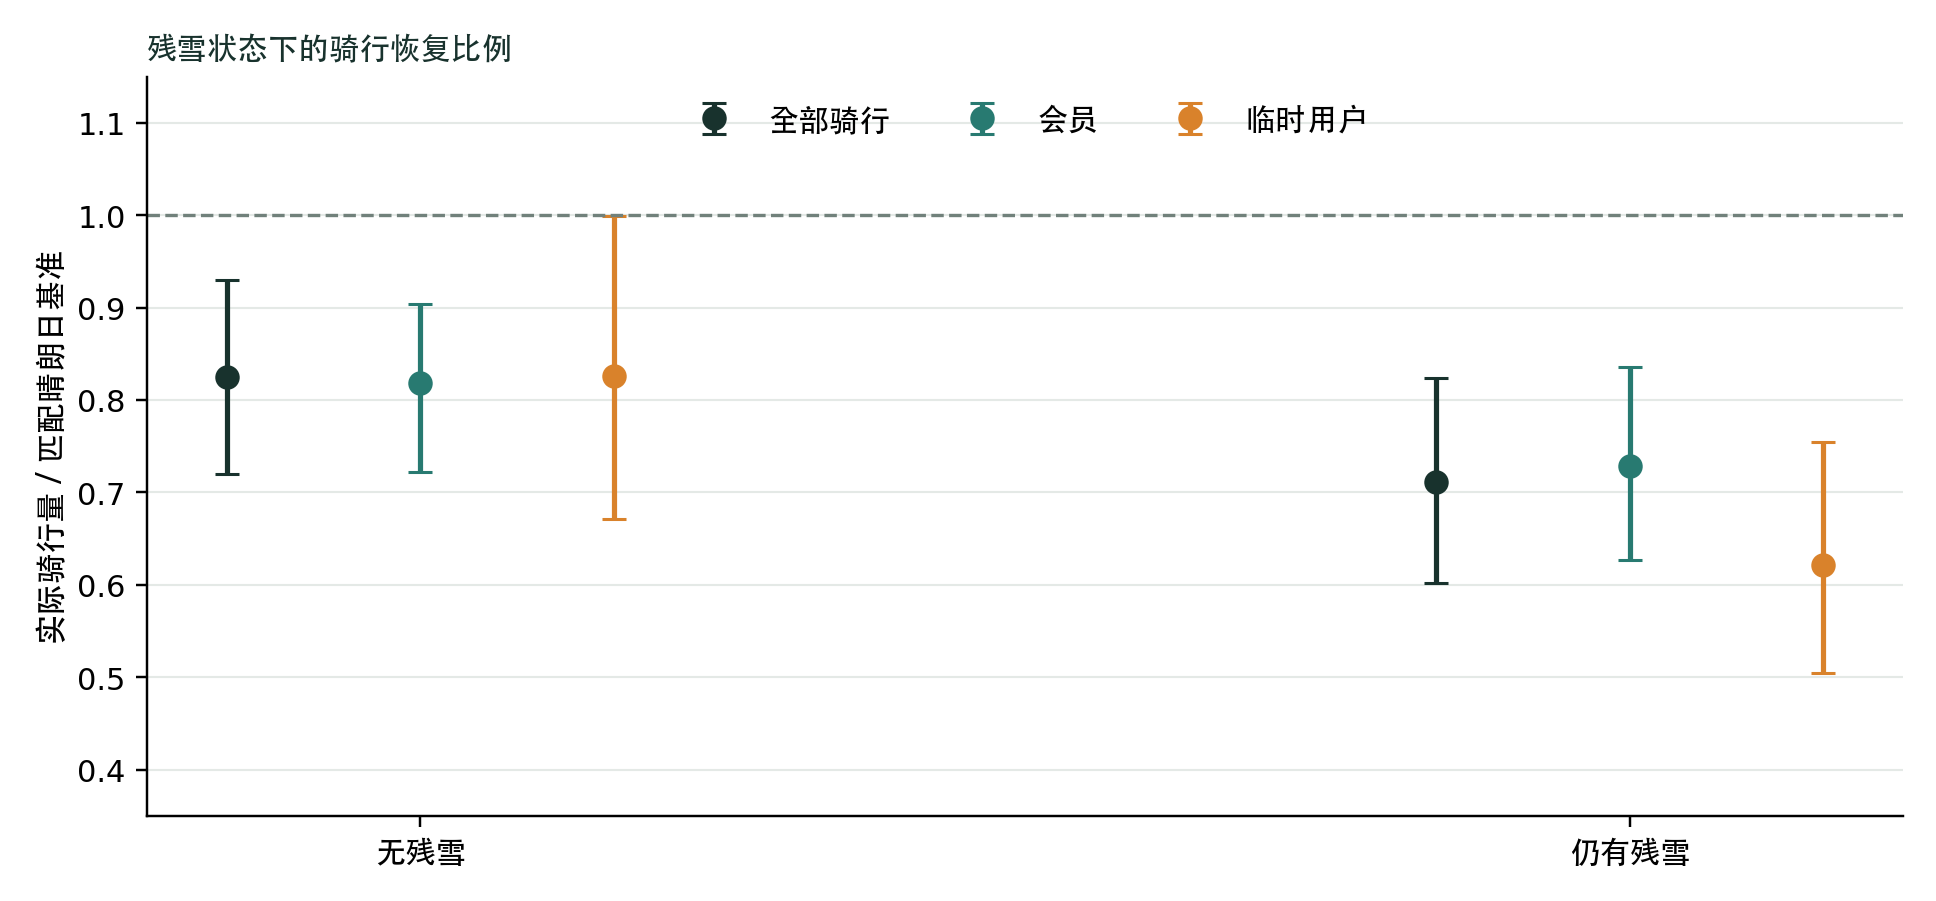 残雪状态下的骑行恢复比例
全部骑行
会员
临时用户
实际骑行量 / 匹配晴朗日基准
1.1
1.0
0.9
0.8
0.7
0.6
0.5
0.4
无残雪
仍有残雪